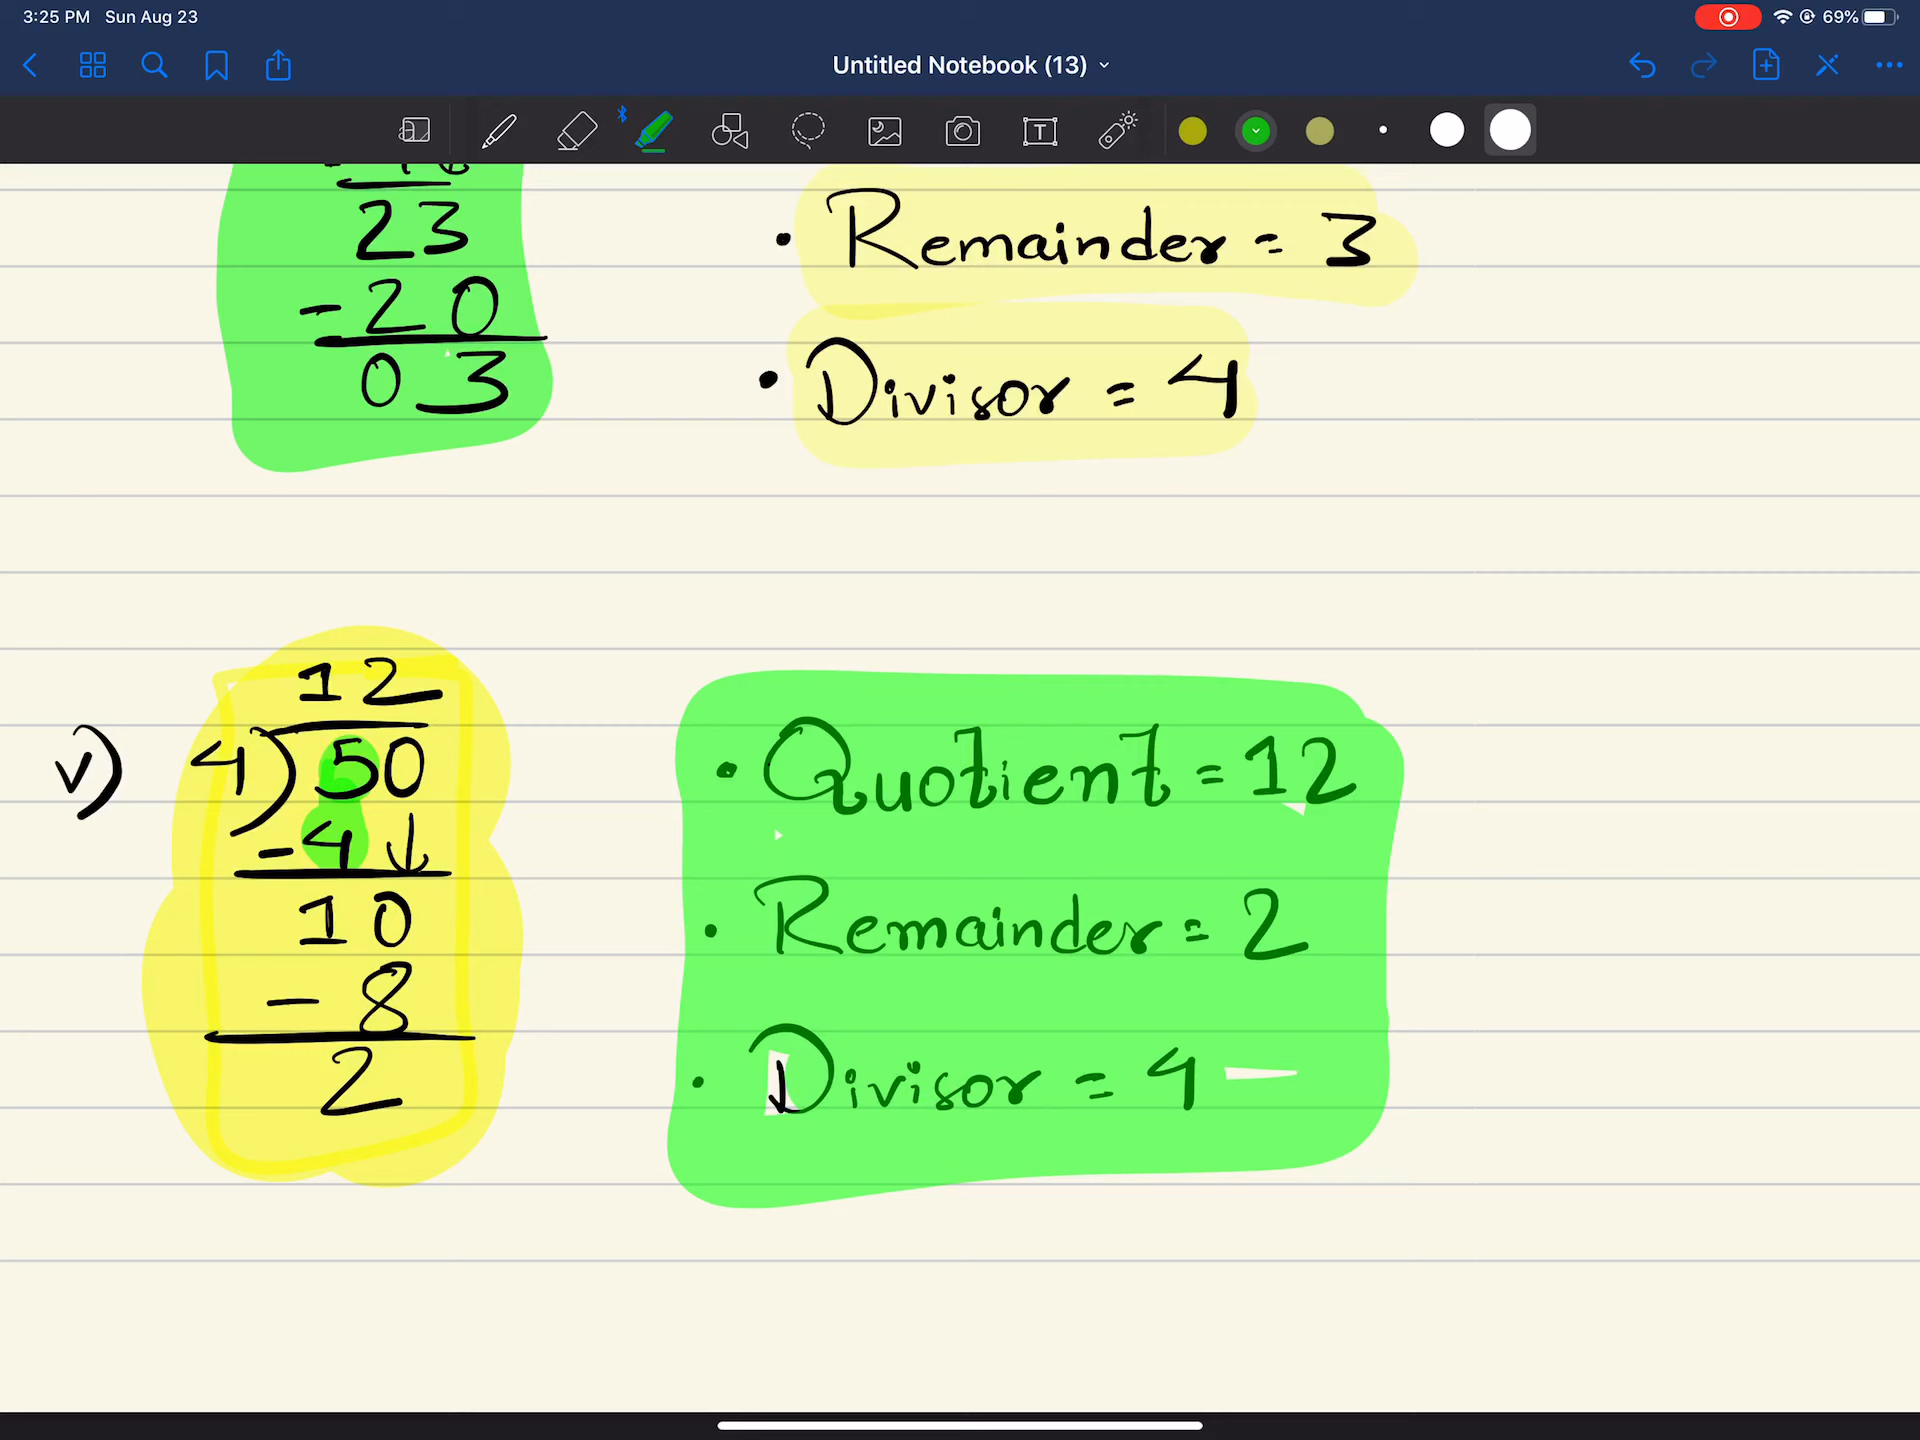 3:25 PM Sun Aug 23
69%
Untitled Notebook (13)
23
-20
03
• Remainder = 3
• Divisor = 4
v)
12
4)50
-4↓
10
- 8
2
• Quotient = 12
• Remainder = 2
• Divisor = 4